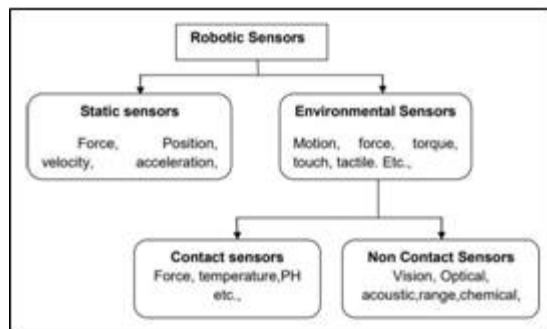 Robotic Sensors
Static sensors
Force, Position,
velocity, acceleration,
Environmental Sensors
Motion, force, torque,
touch, tactile. Etc.,
Contact sensors
Force, temperature,PH
etc.,
Non Contact Sensors
Vision, Optical,
acoustic,range,chemical,